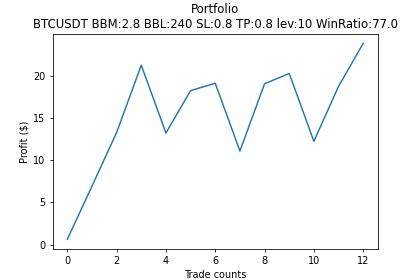 Portfolio
BTCUSDT BBM:2.8 BBL:240 SL:0.8 TP:0.8 lev:10 WinRatio:77.0
20
15
10
5
0
Profit ($)
0 2 4 6 8 10 12
Trade counts